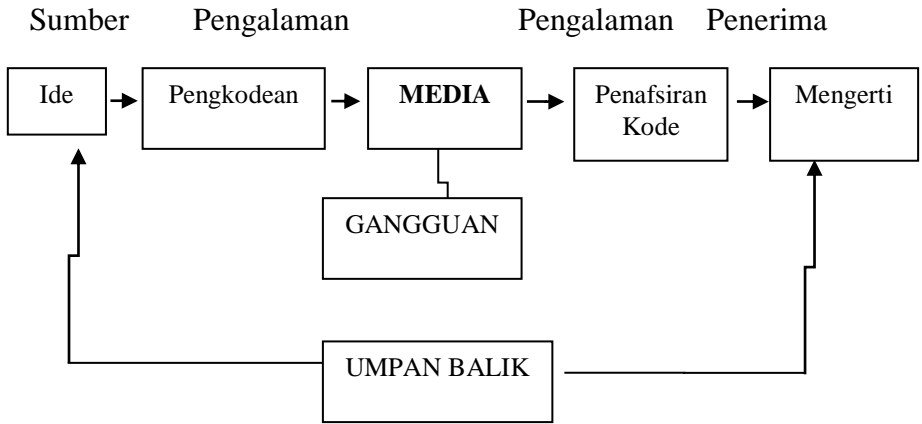 Sumber Pengalaman Pengalaman Penerima
Ide Pengkodean MEDIA Penafsiran Mengerti
Kode
GANGGUAN
UMPAN BALIK